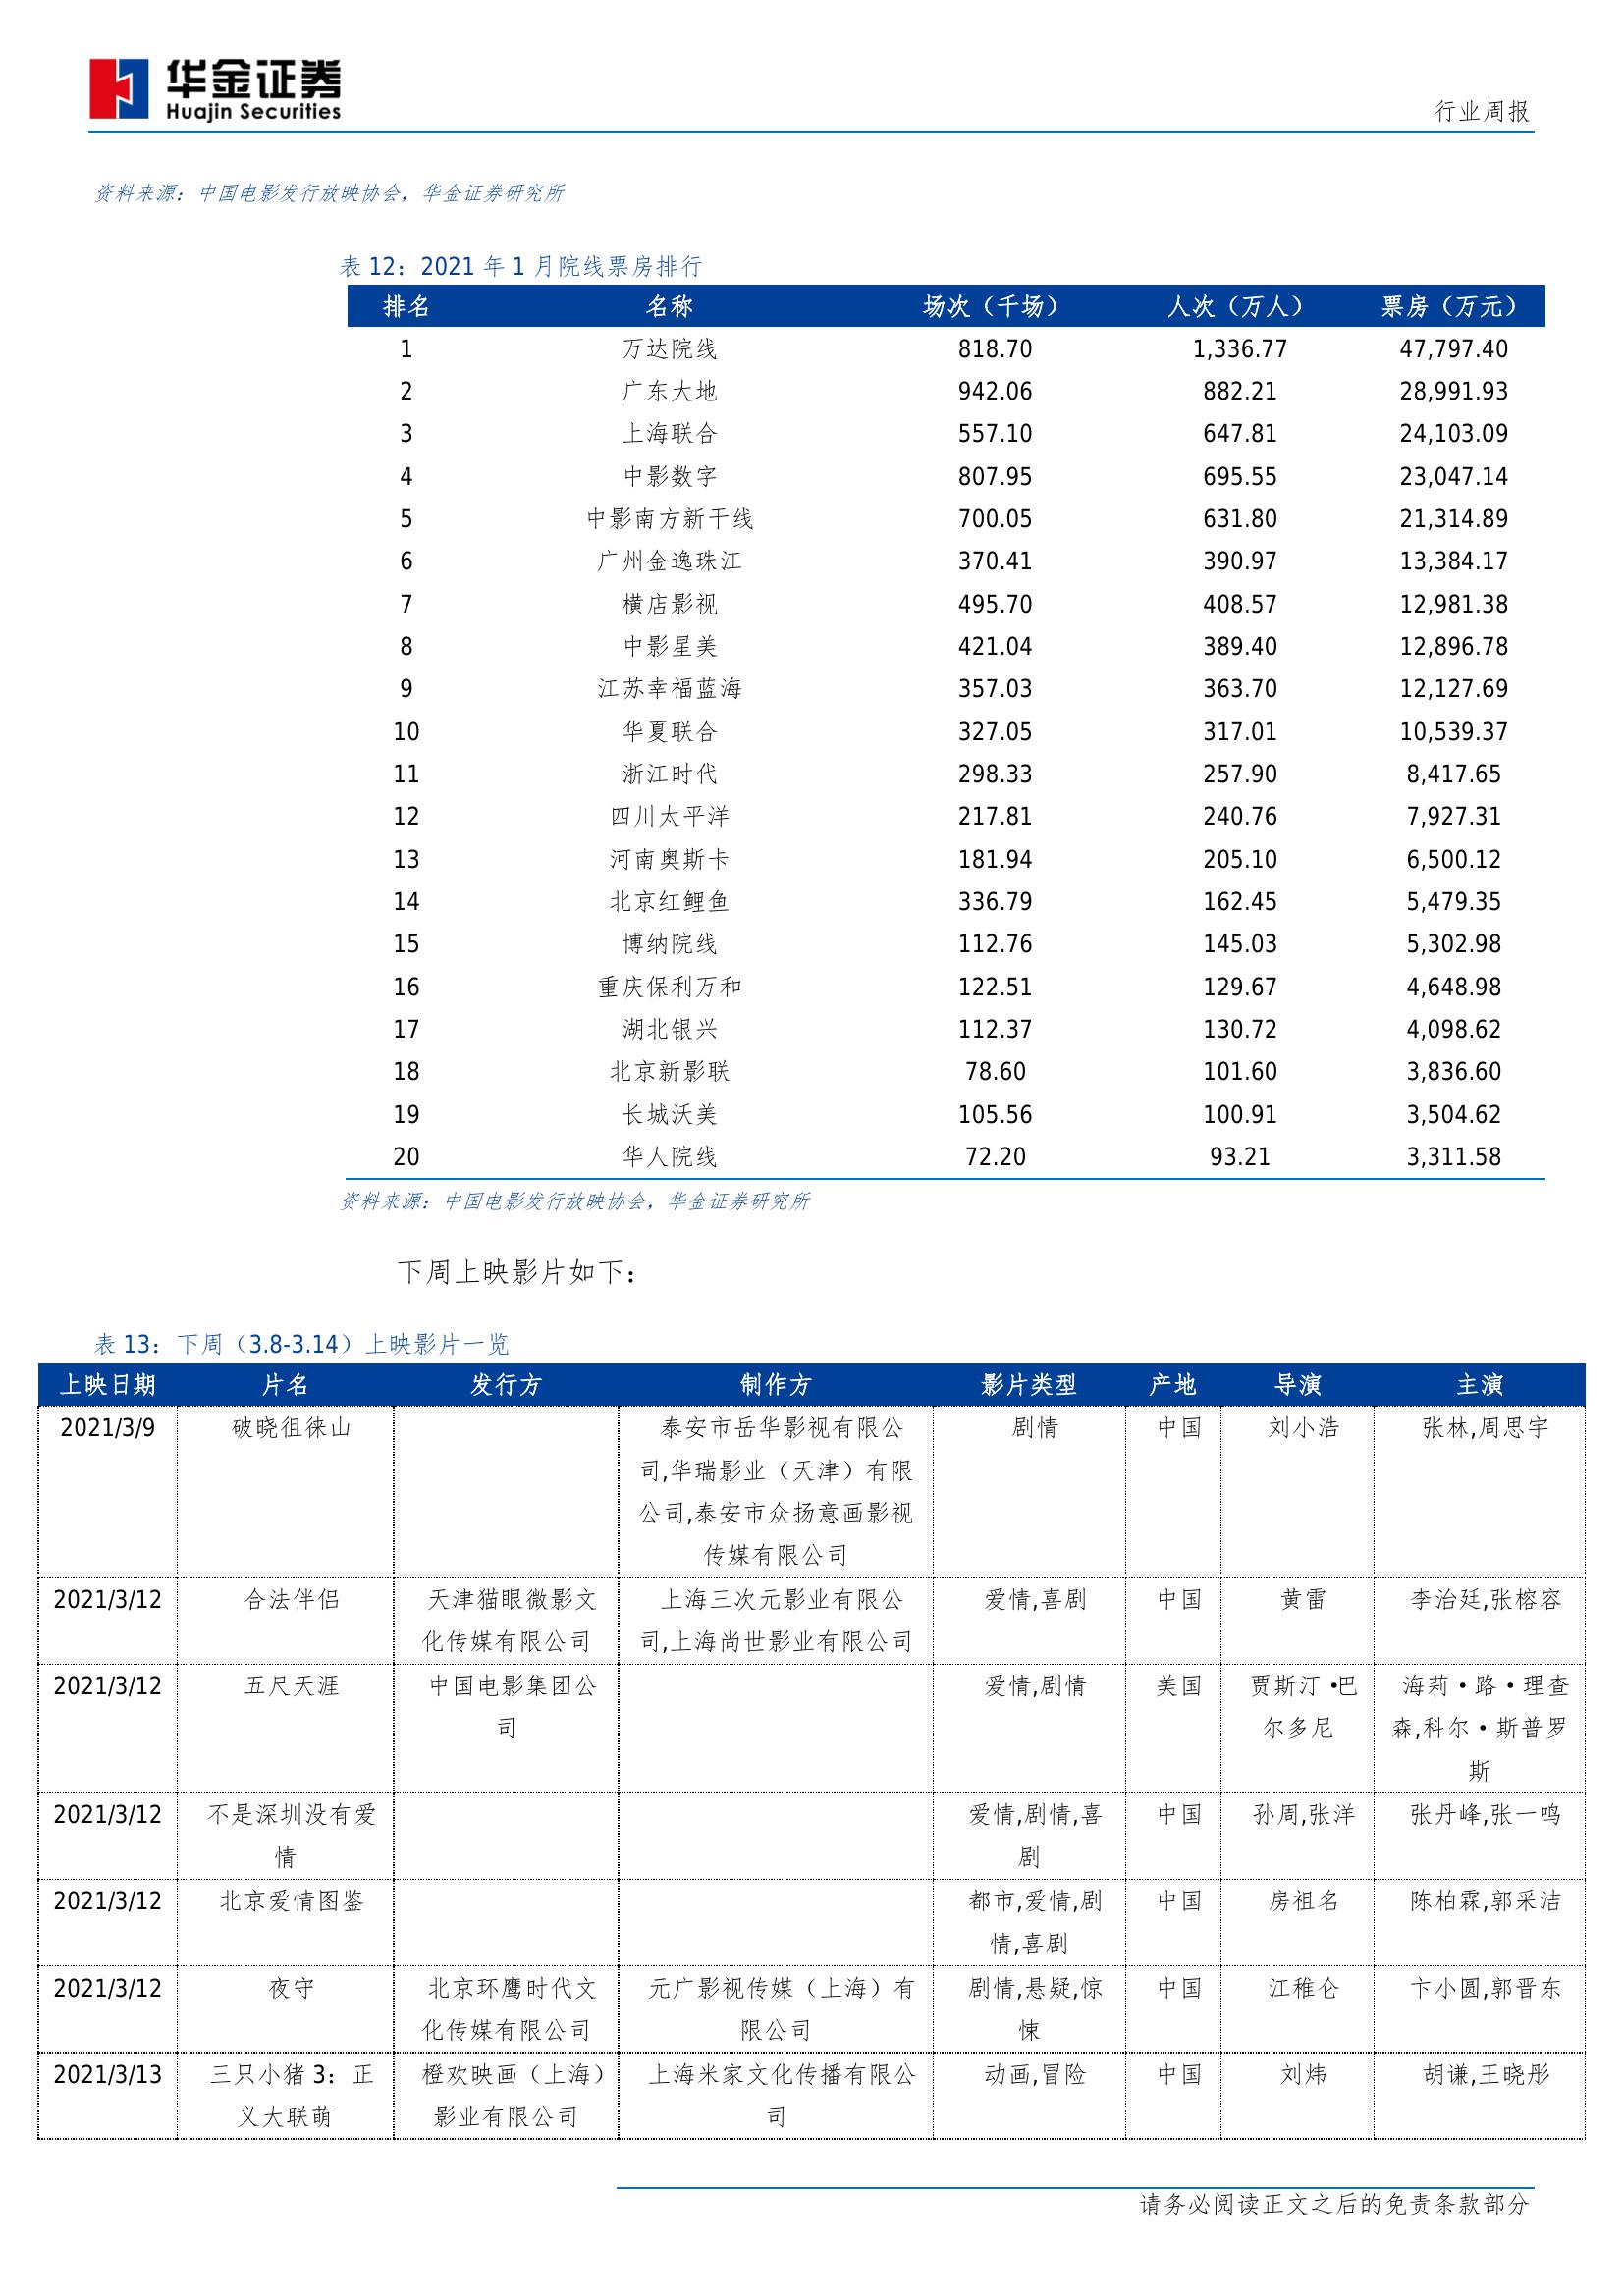 华金证券
Huajin Securities
行业周报
资料来源：中国电影发行放映协会，华金证券研究所
表 12：2021 年 1 月院线票房排行
排名 名称 场次（千场） 人次（万人） 票房（万元）
1 万达院线 818.70 1,336.77 47,797.40
2 广东大地 942.06 882.21 28,991.93
3 上海联合 557.10 647.81 24,103.09
4 中影数字 807.95 695.55 23,047.14
5 中影南方新干线 700.05 631.80 21,314.89
6 广州金逸珠江 370.41 390.97 13,384.17
7 横店影视 495.70 408.57 12,981.38
8 中影星美 421.04 389.40 12,896.78
9 江苏幸福蓝海 357.03 363.70 12,127.69
10 华夏联合 327.05 317.01 10,539.37
11 浙江时代 298.33 257.90 8,417.65
12 四川太平洋 217.81 240.76 7,927.31
13 河南奥斯卡 181.94 205.10 6,500.12
14 北京红鲤鱼 336.79 162.45 5,479.35
15 博纳院线 112.76 145.03 5,302.98
16 重庆保利万和 122.51 129.67 4,648.98
17 湖北银兴 112.37 130.72 4,098.62
18 北京新影联 78.60 101.60 3,836.60
19 长城沃美 105.56 100.91 3,504.62
20 华人院线 72.20 93.21 3,311.58
资料来源：中国电影发行放映协会，华金证券研究所
下周上映影片如下：
表 13：下周（3.8-3.14）上映影片一览
上映日期 片名 发行方 制作方 影片类型 产地 导演 主演
2021/3/9 破晓徂徕山 泰安市岳华影视有限公 剧情 中国 刘小浩 张林,周思宇
司,华瑞影业（天津）有限
公司,泰安市众扬意画影视
传媒有限公司
2021/3/12 合法伴侣 天津猫眼微影文 上海三次元影业有限公 爱情,喜剧 中国 黄雷 李治廷,张榕容
化传媒有限公司 司,上海尚世影业有限公司
2021/3/12 五尺天涯 中国电影集团公 爱情,剧情 美国 贾斯汀·巴 海莉·路·理查
司 尔多尼 森,科尔·斯普罗
斯
2021/3/12 不是深圳没有爱 爱情,剧情,喜 中国 孙周,张洋 张丹峰,张一鸣
情 剧
2021/3/12 北京爱情图鉴 都市,爱情,剧 中国 房祖名 陈柏霖,郭采洁
情,喜剧
2021/3/12 夜守 北京环鹰时代文 元广影视传媒（上海）有 剧情,悬疑,惊 中国 江稚仑 卞小圆,郭晋东
化传媒有限公司 限公司 悚
2021/3/13 三只小猪 3：正 橙欢映画（上海） 上海米家文化传播有限公 动画,冒险 中国 刘炜 胡谦,王晓彤
义大联萌 影业有限公司 司
请务必阅读正文之后的免责条款部分